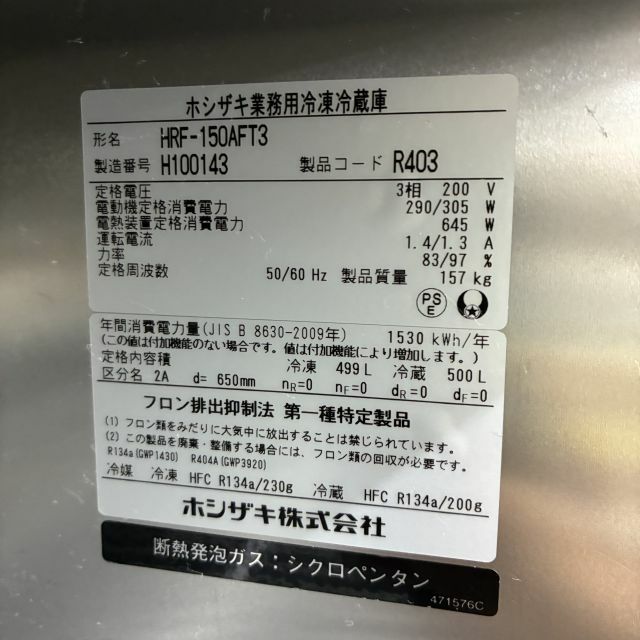 ホシザキ業務用冷凍冷蔵庫
形名 HRF-150AFT3
製造番号 H100143 製品コード R403
定格電圧 3相 200 V
電動機定格消費電力 290/305 W
電熱装置定格消費電力 645 W
運転電流 1.4/1.3 A
力率 83/97 %
定格周波数 50/60 Hz 製品質量 157 kg
PS E
年間消費電力量(JIS B 8630-2009年) 1530 kWh/年
(この値は付加機能のない場合です。値は付加機能により増加します。)
定格内容積 冷凍 499 L 冷蔵 500 L
区分名 2A d= 650mm nR=0 nF=0 dR=0 dF=0
フロン排出抑制法 第一種特定製品
(1) フロン類をみだりに大気中に放出することは禁じられています。
(2) この製品を廃棄・整備する場合には、フロン類の回収が必要です。
R134a(GWP1430) R404A(GWP3920)
冷媒 冷凍 HFC R134a/230g 冷蔵 HFC R134a/200g
ホシザキ株式会社
断熱発泡ガス:シクロペンタン
471576C